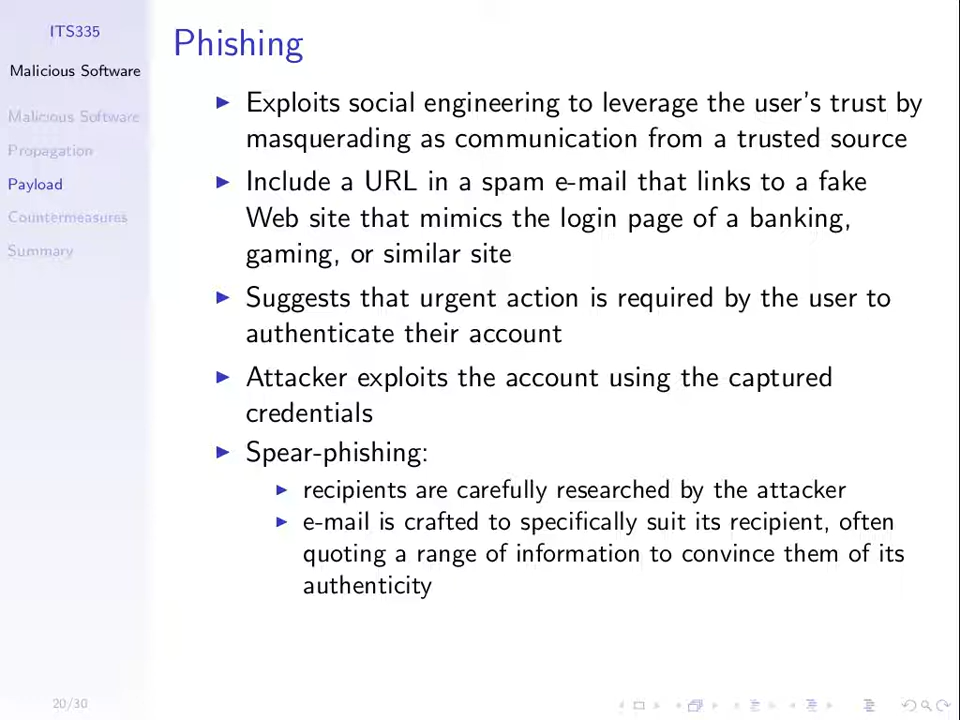 ITS335
Malicious Software
Malicious Software
Propagation
Payload
Countermeasures
Summary
Phishing
Exploits social engineering to leverage the user's trust by
masquerading as communication from a trusted source
Include a URL in a spam e-mail that links to a fake
Web site that mimics the login page of a banking,
gaming, or similar site
Suggests that urgent action is required by the user to
authenticate their account
Attacker exploits the account using the captured
credentials
Spear-phishing:
recipients are carefully researched by the attacker
e-mail is crafted to specifically suit its recipient, often
quoting a range of information to convince them of its
authenticity
20/30